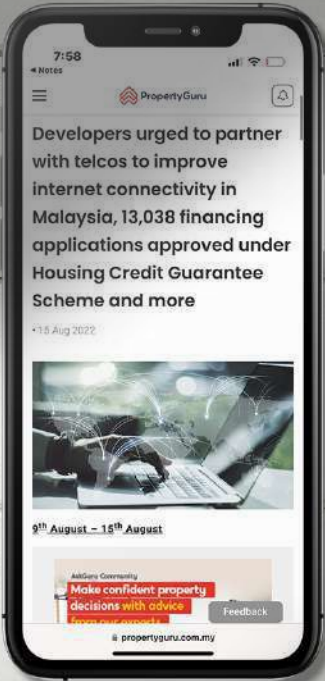 7:58
◄ Notes
PropertyGuru
Developers urged to partner
with telcos to improve
internet connectivity in
Malaysia, 13,038 financing
applications approved under
Housing Credit Guarantee
Scheme and more
•15 Aug 2022
9th August – 15th August
AskGuru Community
Make confident property
decisions with advice
from our experts
Feedback
propertyguru.com.my